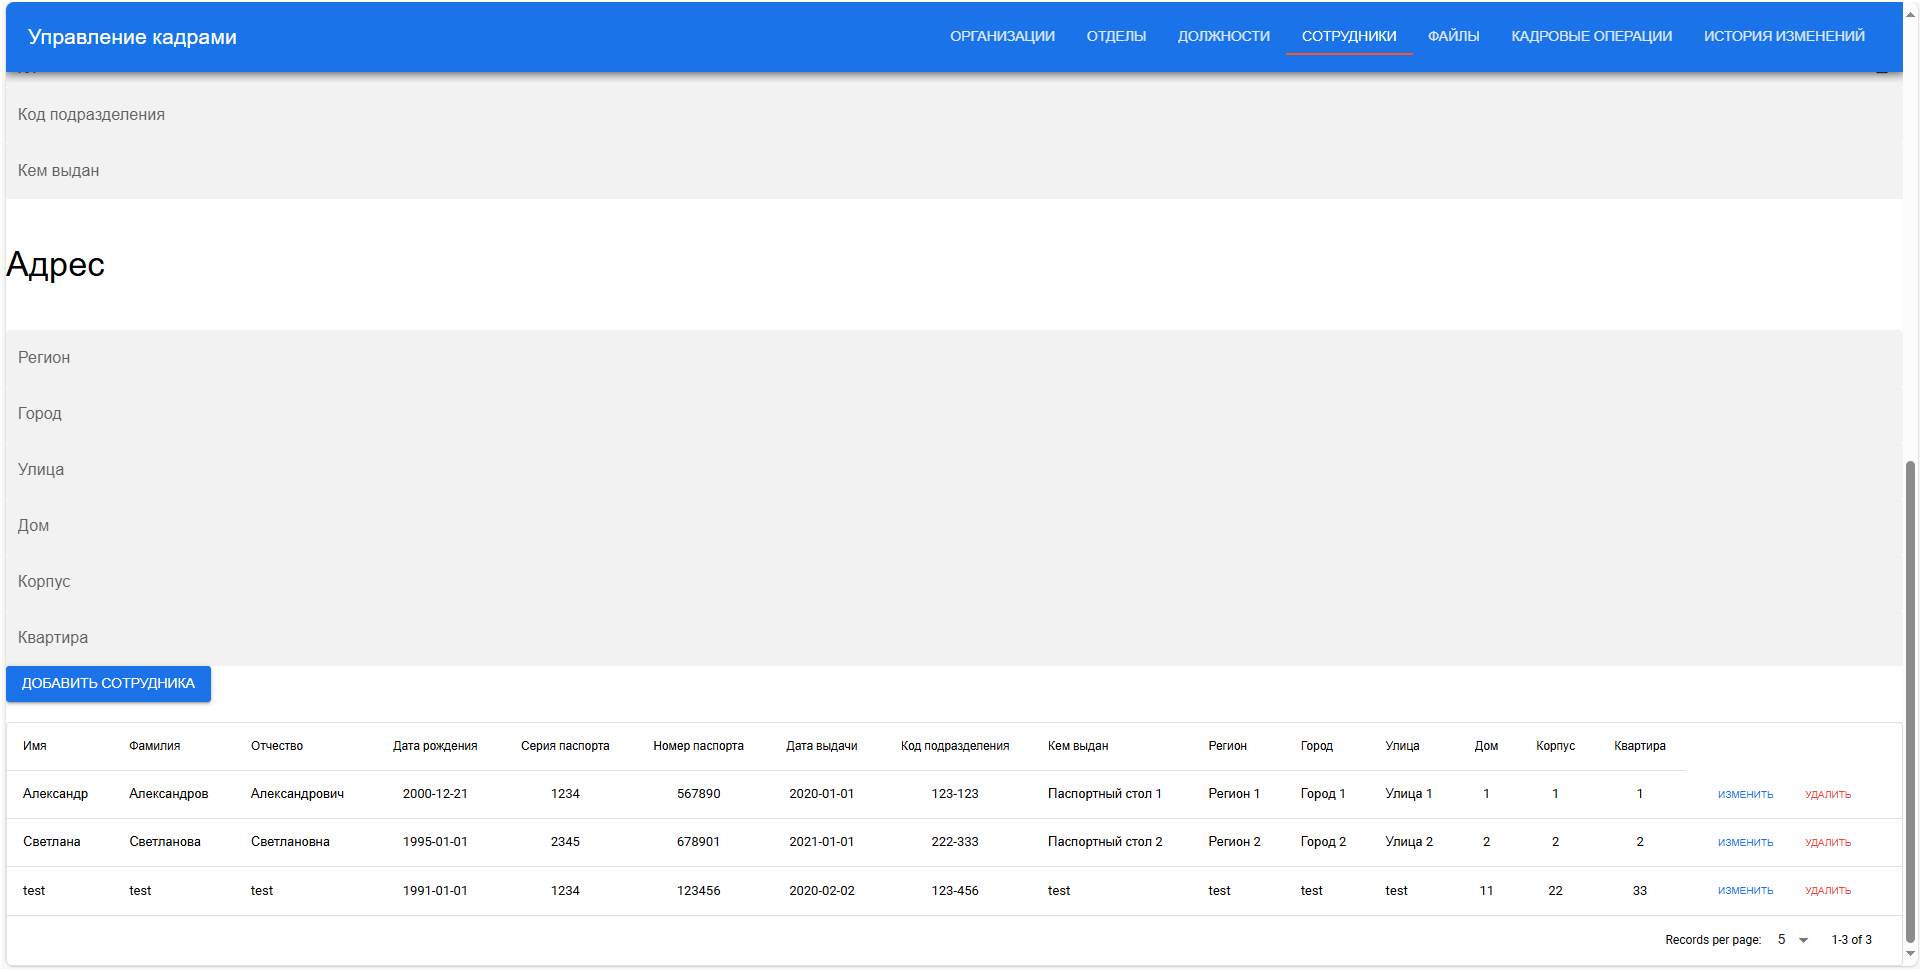 Управление кадрами ОРГАНИЗАЦИИ ОТДЕЛЫ ДОЛЖНОСТИ СОТРУДНИКИ ФАЙЛЫ КАДРОВЫЕ ОПЕРАЦИИ ИСТОРИЯ ИЗМЕНЕНИЙ
Код подразделения
Кем выдан
Адрес
Регион
Город
Улица
Дом
Корпус
Квартира
ДОБАВИТЬ СОТРУДНИКА
Имя Фамилия Отчество Дата рождения Серия паспорта Номер паспорта Дата выдачи Код подразделения Кем выдан Регион Город Улица Дом Корпус Квартира
Александр Александров Александрович 2000-12-21 1234 567890 2020-01-01 123-123 Паспортный стол 1 Регион 1 Город 1 Улица 1 1 1 1 ИЗМЕНИТЬ УДАЛИТЬ
Светлана Светланова Светлановна 1995-01-01 2345 678901 2021-01-01 222-333 Паспортный стол 2 Регион 2 Город 2 Улица 2 2 2 2 ИЗМЕНИТЬ УДАЛИТЬ
test test test 1991-01-01 1234 123456 2020-02-02 123-456 test test test test 11 22 33 ИЗМЕНИТЬ УДАЛИТЬ
Records per page: 5 1-3 of 3